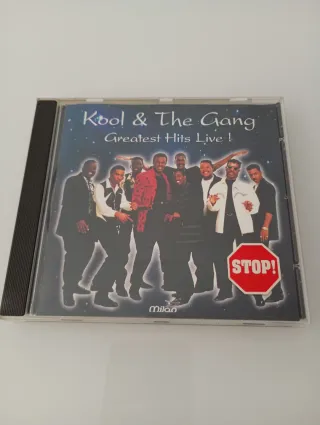 Kool & The Gang
Greatest Hits Live !
STOP!
Milan